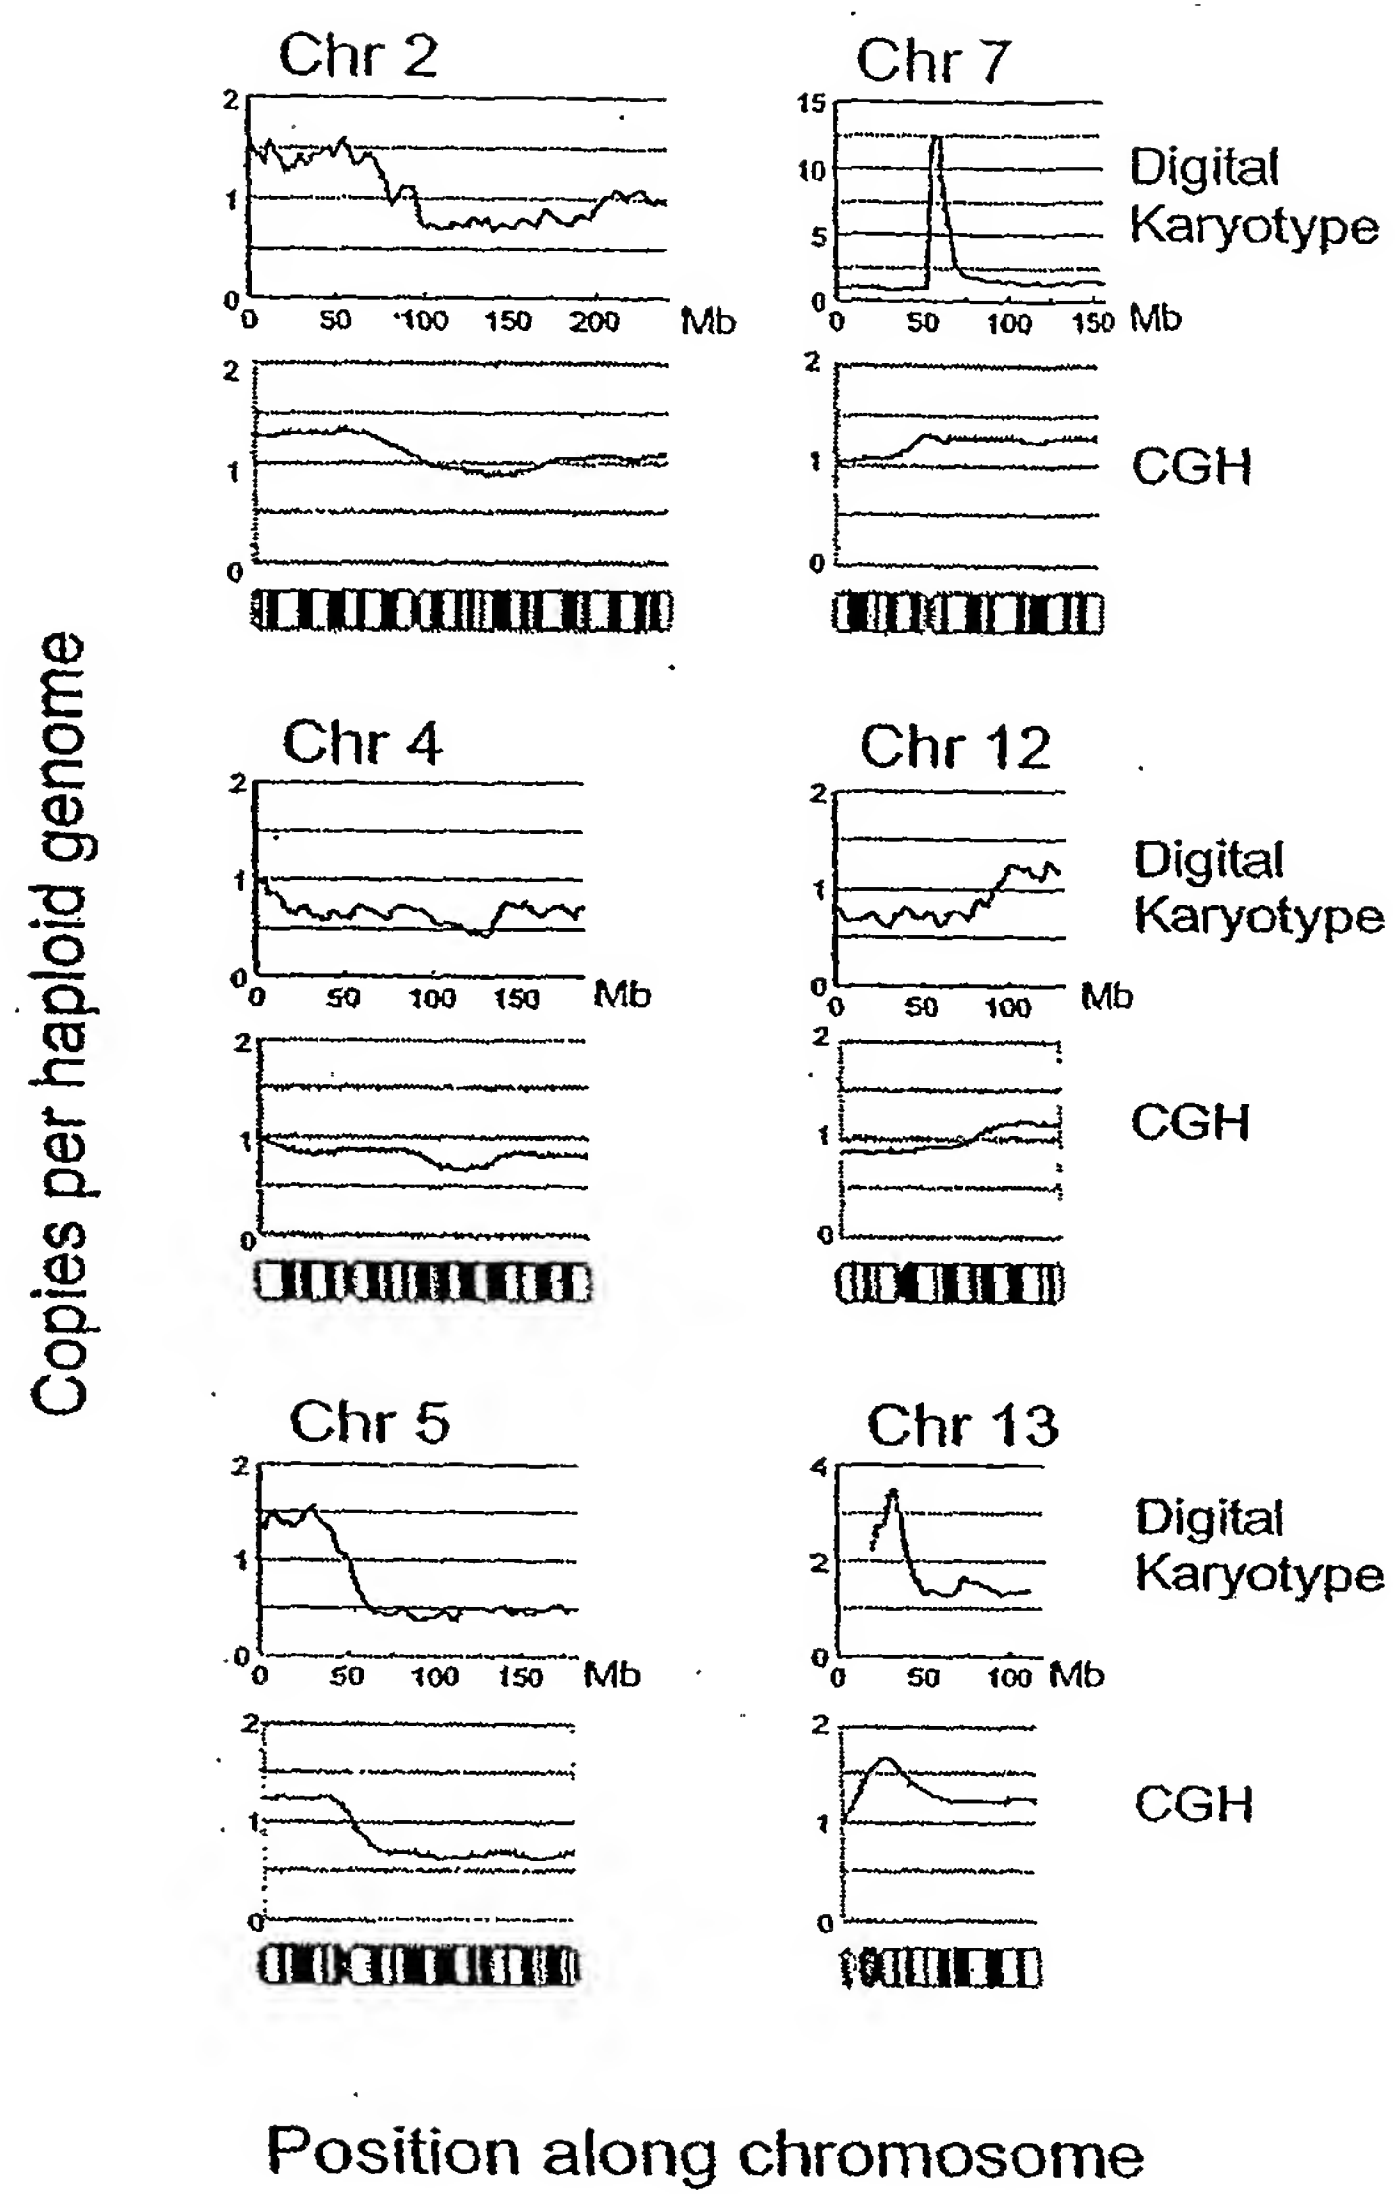 Chr 2
2
1
0
0 50 100 150 200 Mb
2
1
0
Chr 7
15
10
5
0
0 50 100 150 Mb
Digital
Karyotype
2
1
0
CGH
Copies per haploid genome
Chr 4
2
1
0
0 50 100 150 Mb
2
1
0
Chr 12
2
1
0
0 50 100 Mb
Digital
Karyotype
2
1
0
CGH
Chr 5
2
1
0
0 50 100 150 Mb
2
1
0
Chr 13
4
2
0
0 50 100 Mb
Digital
Karyotype
2
1
0
CGH
Position along chromosome